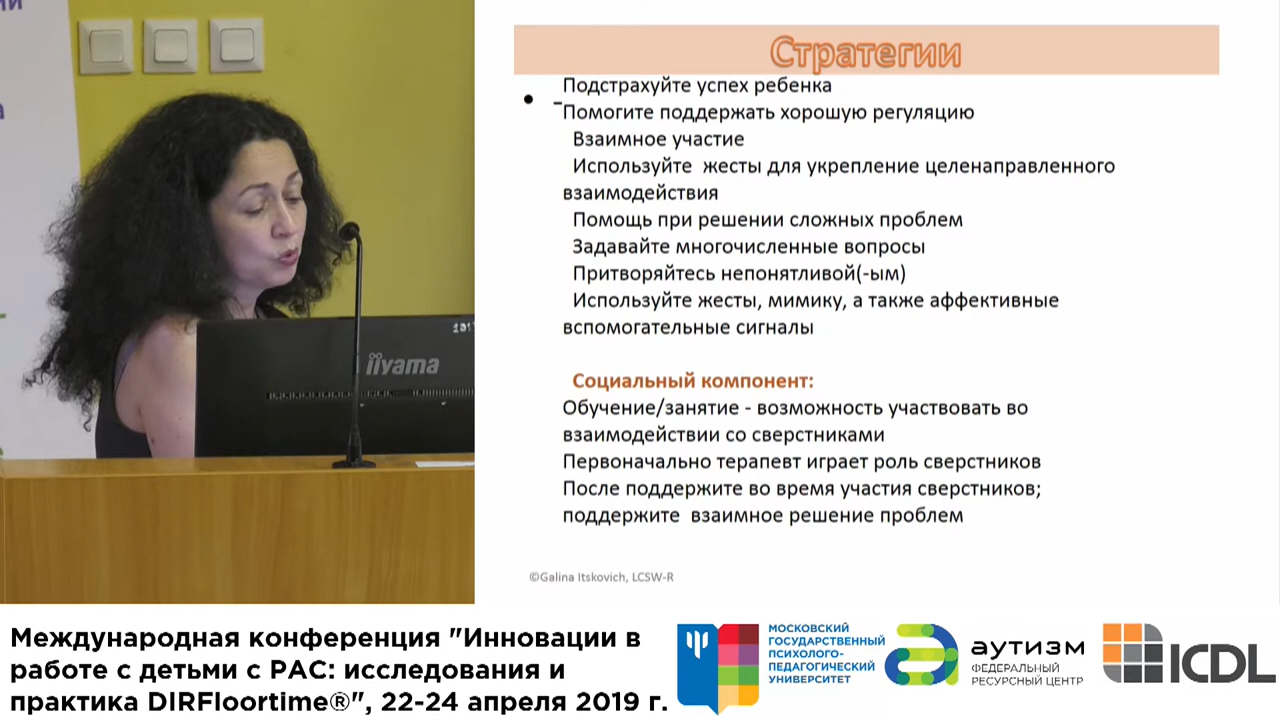 Стратегии
Подстрахуйте успех ребенка
• -
Помогите поддержать хорошую регуляцию
Взаимное участие
Используйте жесты для укрепление целенаправленного
взаимодействия
Помощь при решении сложных проблем
Задавайте многочисленные вопросы
Притворяйтесь непонятливой(-ым)
Используйте жесты, мимику, а также аффективные
вспомогательные сигналы
Социальный компонент:
Обучение/занятие - возможность участвовать во
взаимодействии со сверстниками
Первоначально терапевт играет роль сверстников
После поддержите во время участия сверстников;
поддержите взаимное решение проблем
©Galina Itskovich, LCSW-R
iiyama
Международная конференция "Инновации в
работе с детьми с РАС: исследования и
практика DIRFloortime®", 22-24 апреля 2019 г.
МОСКОВСКИЙ
ГОСУДАРСТВЕННЫЙ
ПСИХОЛОГО-
ПЕДАГОГИЧЕСКИЙ
УНИВЕРСИТЕТ
аутизм
ФЕДЕРАЛЬНЫЙ
РЕСУРСНЫЙ ЦЕНТР
ICDL